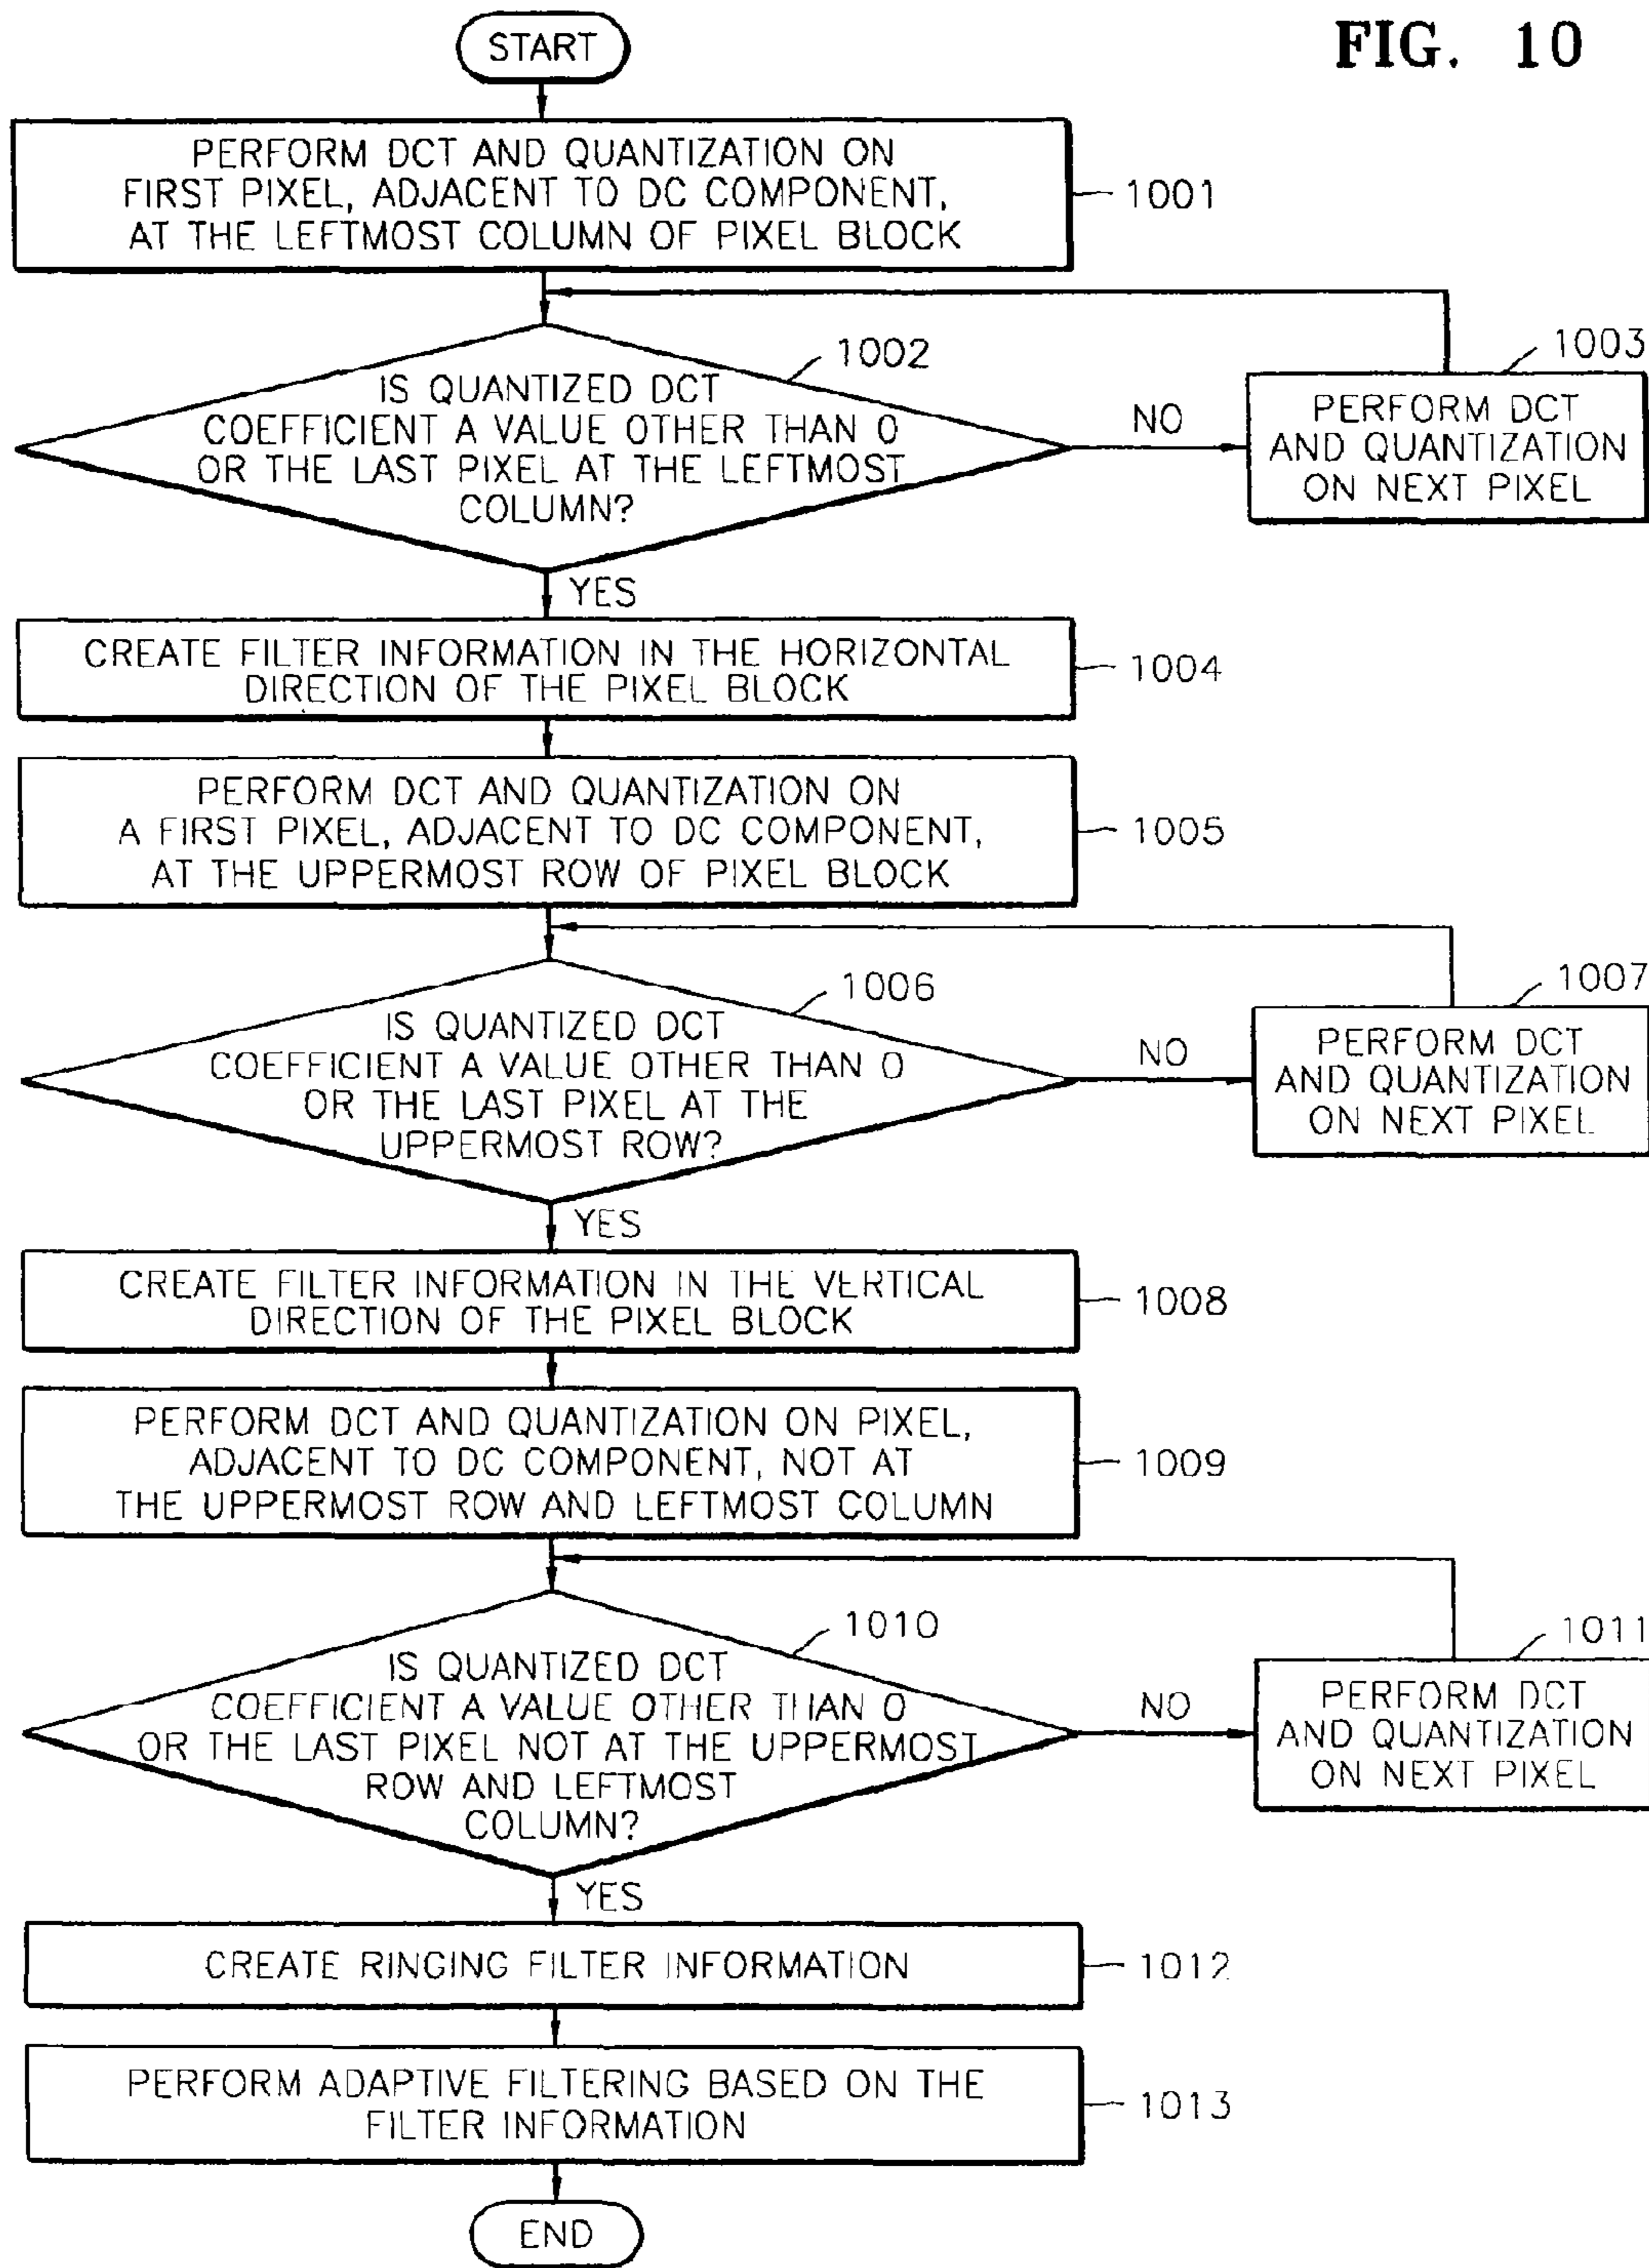 FIG. 10
START
PERFORM DCT AND QUANTIZATION ON
FIRST PIXEL, ADJACENT TO DC COMPONENT,
AT THE LEFTMOST COLUMN OF PIXEL BLOCK
1001
1002
IS QUANTIZED DCT
COEFFICIENT A VALUE OTHER THAN 0
OR THE LAST PIXEL AT THE LEFTMOST
COLUMN?
NO
1003
PERFORM DCT
AND QUANTIZATION
ON NEXT PIXEL
YES
CREATE FILTER INFORMATION IN THE HORIZONTAL
DIRECTION OF THE PIXEL BLOCK
1004
PERFORM DCT AND QUANTIZATION ON
A FIRST PIXEL, ADJACENT TO DC COMPONENT,
AT THE UPPERMOST ROW OF PIXEL BLOCK
1005
1006
IS QUANTIZED DCT
COEFFICIENT A VALUE OTHER THAN 0
OR THE LAST PIXEL AT THE
UPPERMOST ROW?
NO
1007
PERFORM DCT
AND QUANTIZATION
ON NEXT PIXEL
YES
CREATE FILTER INFORMATION IN THE VERTICAL
DIRECTION OF THE PIXEL BLOCK
1008
PERFORM DCT AND QUANTIZATION ON PIXEL,
ADJACENT TO DC COMPONENT, NOT AT
THE UPPERMOST ROW AND LEFTMOST COLUMN
1009
1010
IS QUANTIZED DCT
COEFFICIENT A VALUE OTHER THAN 0
OR THE LAST PIXEL NOT AT THE UPPERMOST
ROW AND LEFTMOST
COLUMN?
NO
1011
PERFORM DCT
AND QUANTIZATION
ON NEXT PIXEL
YES
CREATE RINGING FILTER INFORMATION
1012
PERFORM ADAPTIVE FILTERING BASED ON THE
FILTER INFORMATION
1013
END